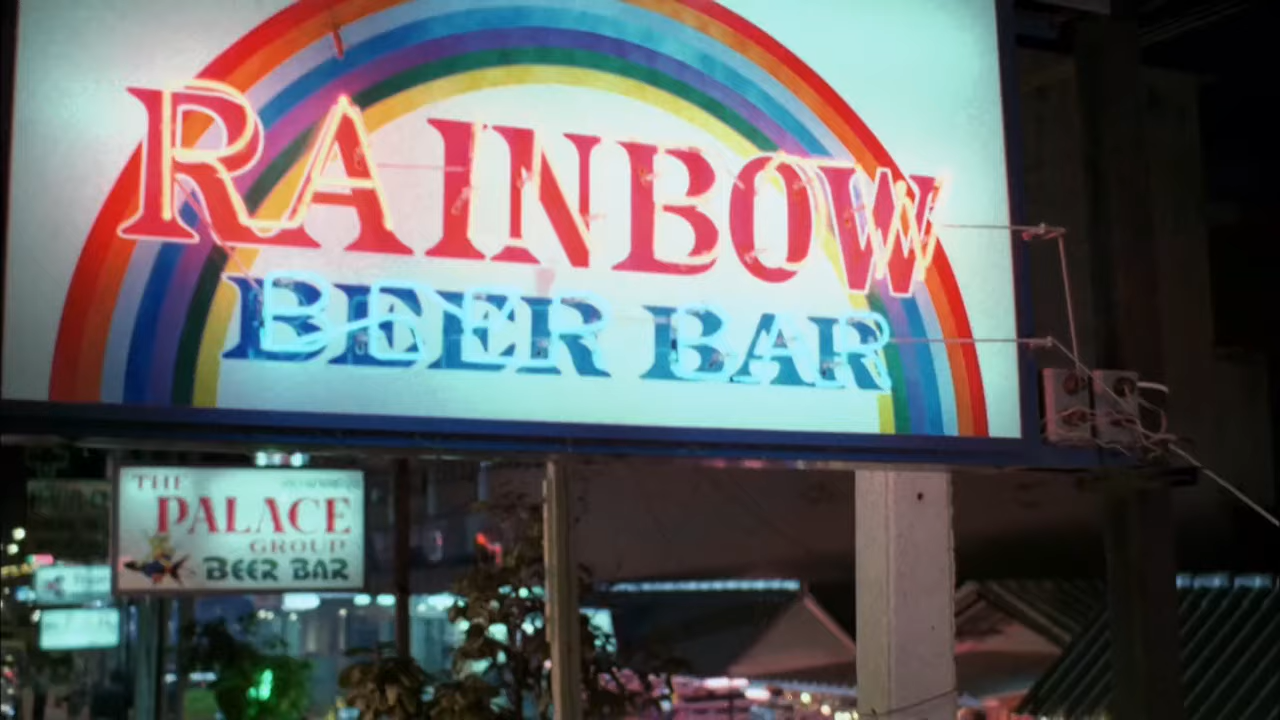 RAINBOW
BEER BAR
THE
PALACE
GROUP
BEER BAR